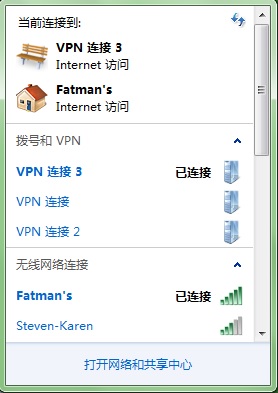 当前连接到:
VPN 连接 3
Internet 访问
Fatman's
Internet 访问
拨号和 VPN
VPN 连接 3 已连接
VPN 连接
VPN 连接 2
无线网络连接
Fatman's 已连接
Steven-Karen
打开网络和共享中心